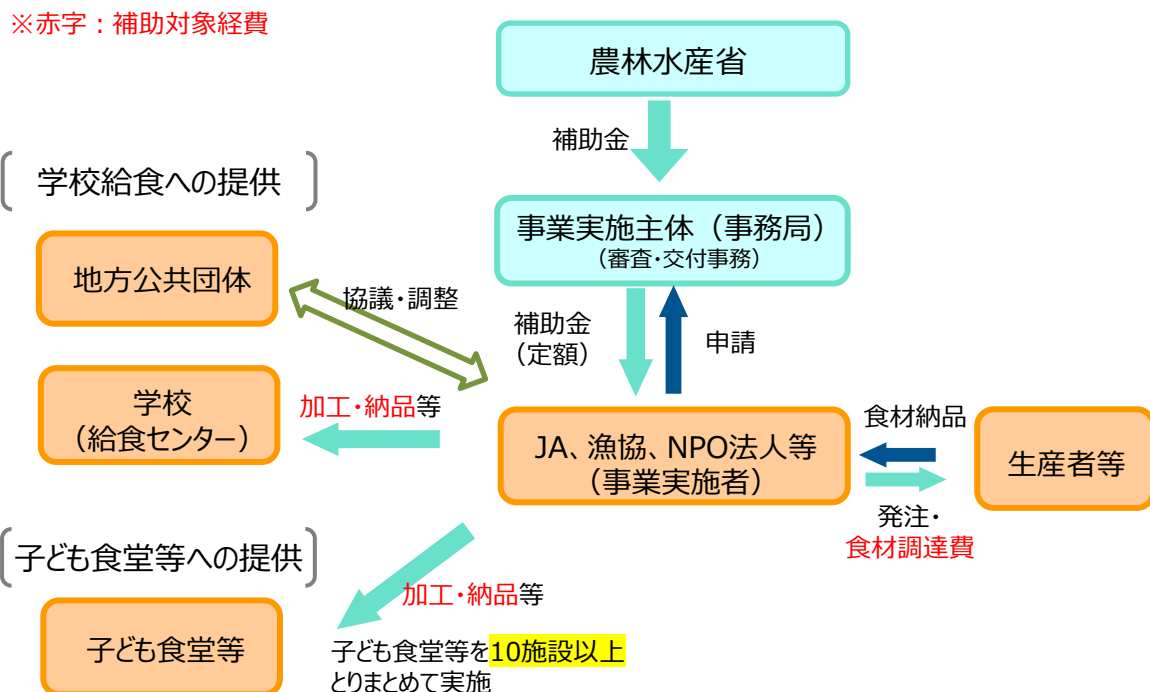 ※赤字：補助対象経費
農林水産省
補助金
学校給食への提供
事業実施主体（事務局）
（審査・交付事務）
地方公共団体
協議・調整
補助金
（定額）
申請
学校
（給食センター）
加工・納品等
JA、漁協、NPO法人等
（事業実施者）
食材納品
生産者等
発注・
食材調達費
子ども食堂等への提供
加工・納品等
子ども食堂等
子ども食堂等を10施設以上
とりまとめて実施